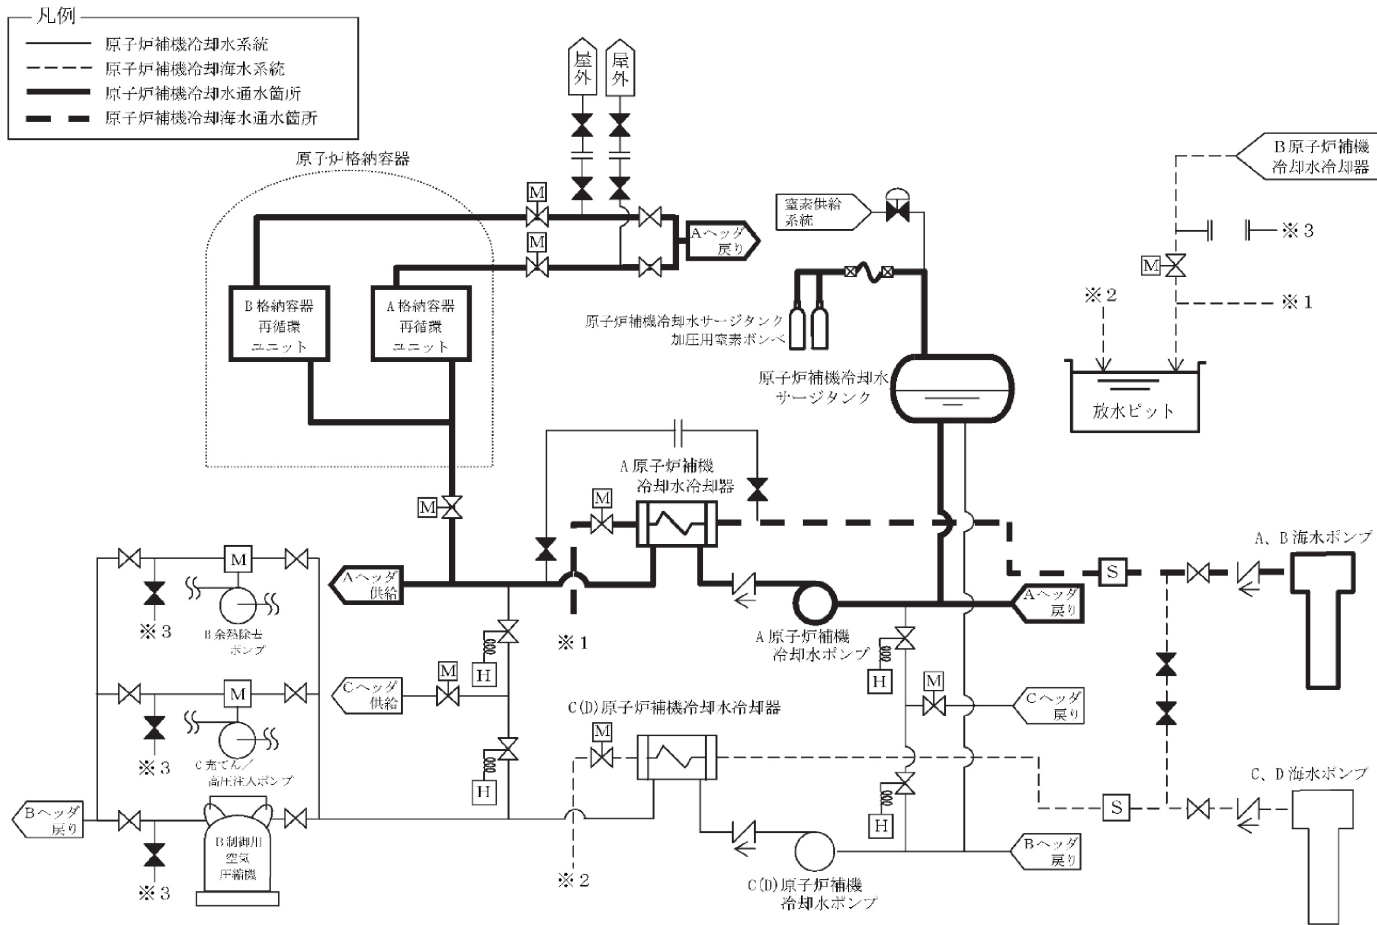 凡例
原子炉補機冷却水系統
原子炉補機冷却海水系統
原子炉補機冷却水通水箇所
原子炉補機冷却海水通水箇所
屋外
屋外
原子炉格納容器
M
M
Aヘッダ
戻り
B格納容器
再循環
ユニット
A格納容器
再循環
ユニット
M
窒素供給
系統
原子炉補機冷却水サージタンク
加圧用窒素ボンベ
原子炉補機冷却水
サージタンク
B原子炉補機
冷却水冷却器
※3
M
※2
※1
放水ピット
A原子炉補機
冷却水冷却器
M
Aヘッダ
供給
※1
A原子炉補機
冷却水ポンプ
Aヘッダ
戻り
S
A、B海水ポンプ
M
※3
B余熱除去
ポンプ
H
M
Cヘッダ
供給
H
M
Cヘッダ
戻り
M
※3
C充てん／
高圧注入ポンプ
H
C(D)原子炉補機冷却水冷却器
M
H
S
C、D海水ポンプ
Bヘッダ
戻り
※3
B制御用
空気
圧縮機
※2
C(D)原子炉補機
冷却水ポンプ
Bヘッダ
戻り